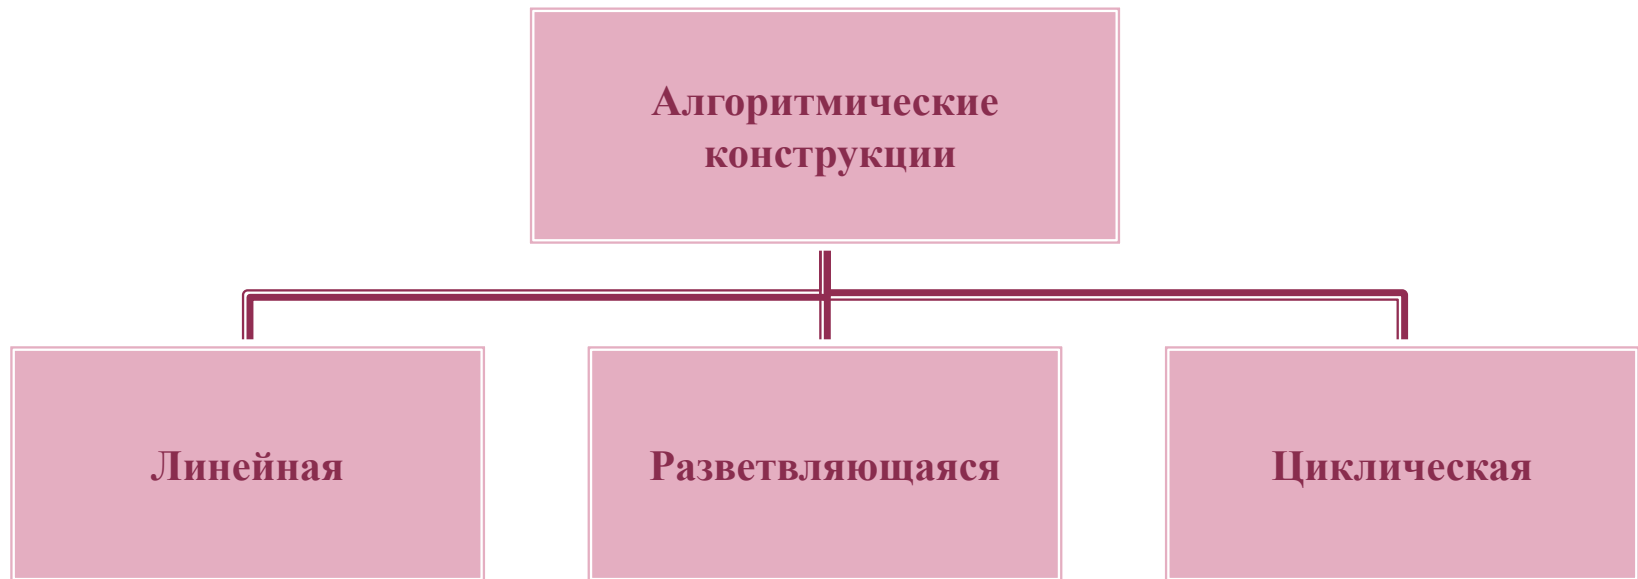 Алгоритмические
конструкции
Линейная
Разветвляющаяся
Циклическая